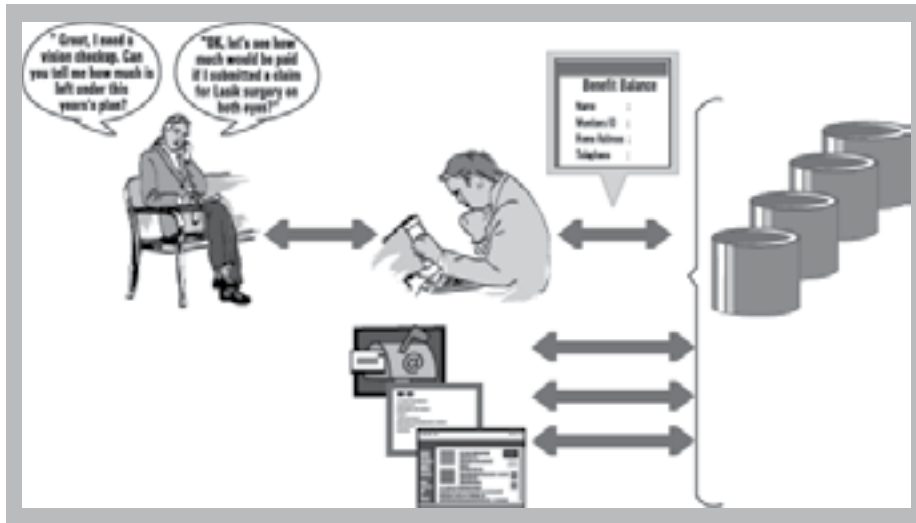 " Great, I need a
vision checkup. Can
you tell me how much is
left under this
years's plan?
"OK, let's see how
much would be paid
if I submitted a claim
for Lasik surgery on
both eyes?"
Benefit Balance
Name :
Members ID :
Home Address :
Telephone :
@